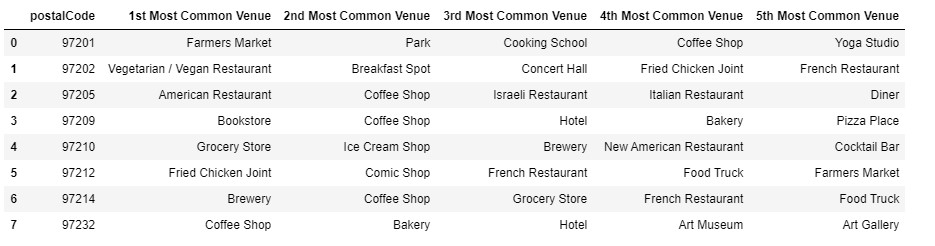 postalCode 1st Most Common Venue 2nd Most Common Venue 3rd Most Common Venue 4th Most Common Venue 5th Most Common Venue
0 97201 Farmers Market Park Cooking School Coffee Shop Yoga Studio
1 97202 Vegetarian / Vegan Restaurant Breakfast Spot Concert Hall Fried Chicken Joint French Restaurant
2 97205 American Restaurant Coffee Shop Israeli Restaurant Italian Restaurant Diner
3 97209 Bookstore Coffee Shop Hotel Bakery Pizza Place
4 97210 Grocery Store Ice Cream Shop Brewery New American Restaurant Cocktail Bar
5 97212 Fried Chicken Joint Comic Shop French Restaurant Food Truck Farmers Market
6 97214 Brewery Coffee Shop Grocery Store French Restaurant Food Truck
7 97232 Coffee Shop Bakery Hotel Art Museum Art Gallery